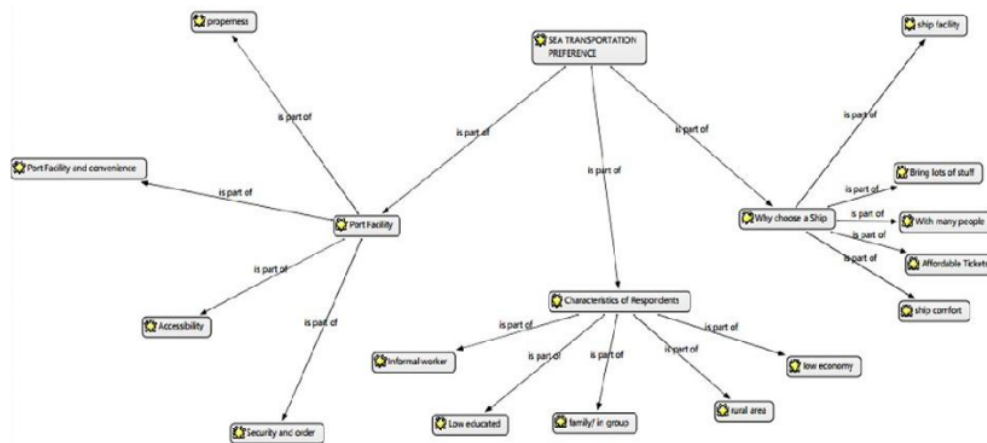 properness
SEA TRANSPORTATION
PREFERENCE
ship facility
is part of
is part of
is part of
is part of
is part of
Port Facility and convenience
is part of
Bring lots of stuff
is part of
Port Facility
Why choose a Ship
is part of
With many people
is part of
Affordable Tickets
is part of
is part of
Accessibility
Characteristics of Respondents
ship comfort
is part of
is part of
is part of
is part of
is part of
is part of
Informal worker
low economy
Low educated
family/ in group
rural area
Security and order